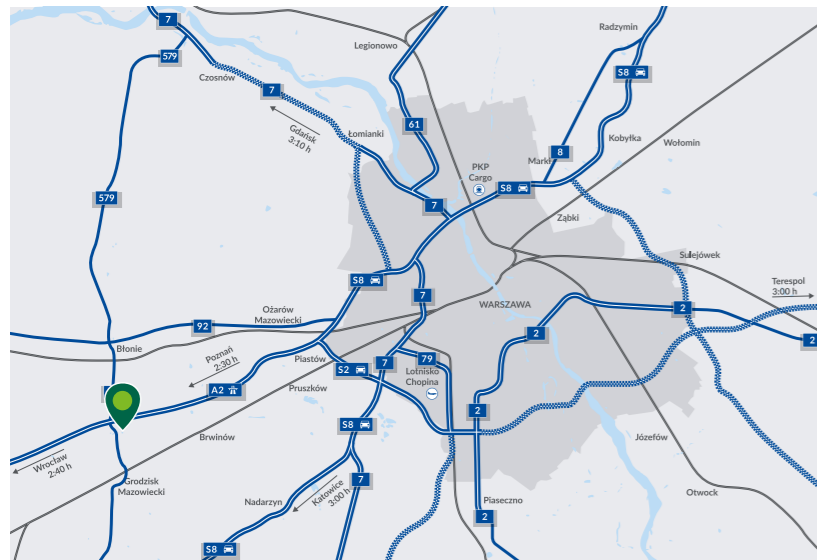 7
Legionowo
Radzymin
579
S8
Czosnów
7
Gdańsk
3:10 h
Łomianki
61
Kobyłka
Wołomin
PKP
Cargo
Marki
8
579
S8
7
Ząbki
Sulejówek
S8
Terespol
3:00 h
7
WARSZAWA
2
Ożarów
Mazowiecki
92
2
2
Błonie
Poznań
2:30 h
Piastów
7
79
S2
Lotnisko
Chopina
A2
Pruszków
2
S8
Brwinów
Józefów
Wrocław
2:40 h
Grodzisk
Mazowiecki
7
Katowice
3:00 h
Nadarzyn
Piaseczno
Otwock
2
S8